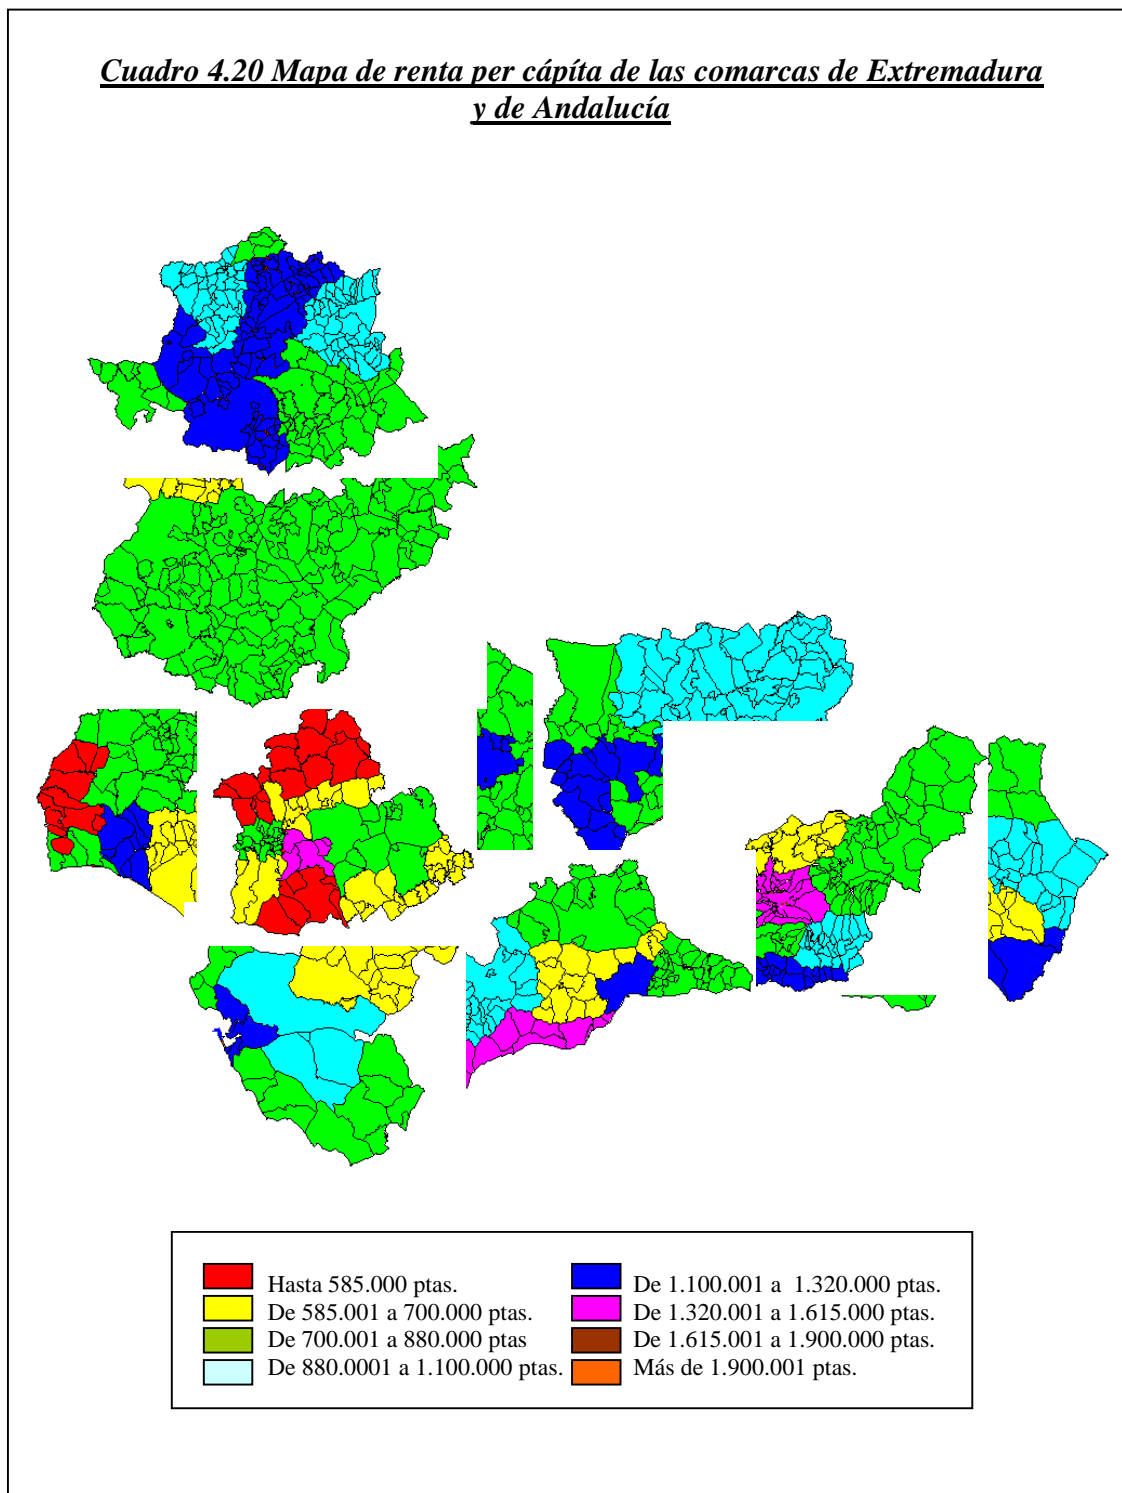 Cuadro 4.20 Mapa de renta per cápíta de las comarcas de Extremadura
y de Andalucía
Hasta 585.000 ptas.
De 585.001 a 700.000 ptas.
De 700.001 a 880.000 ptas
De 880.0001 a 1.100.000 ptas.
De 1.100.001 a 1.320.000 ptas.
De 1.320.001 a 1.615.000 ptas.
De 1.615.001 a 1.900.000 ptas.
Más de 1.900.001 ptas.